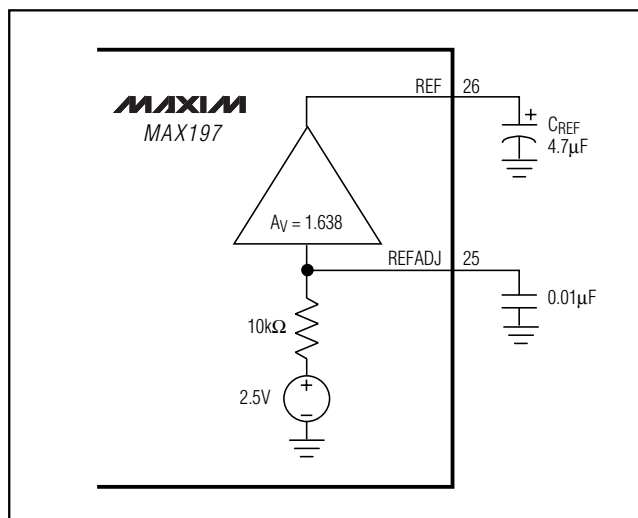 REF 26
MAXIM
MAX197
+
CREF
4.7µF
AV = 1.638
REFADJ 25
0.01µF
10kΩ
+
2.5V
−